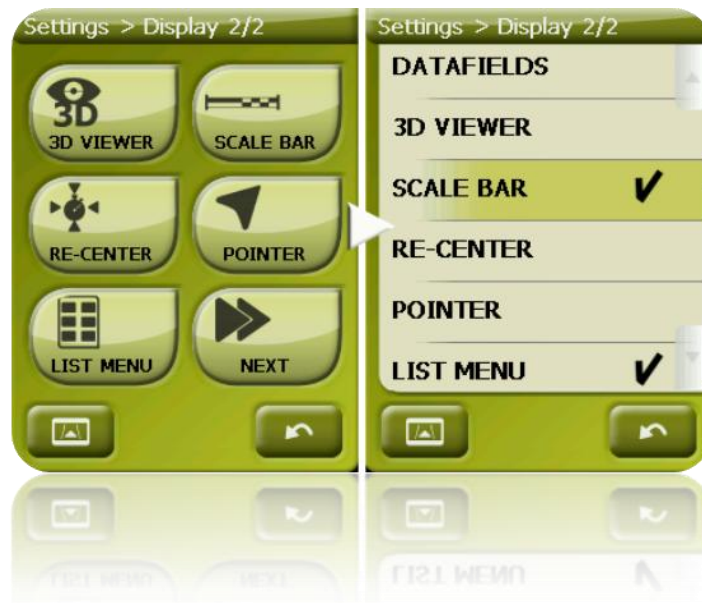 Settings > Display 2/2
3D
3D VIEWER
SCALE BAR
RE-CENTER
POINTER
LIST MENU
NEXT
Settings > Display 2/2
DATAFIELDS
3D VIEWER
SCALE BAR
RE-CENTER
POINTER
LIST MENU